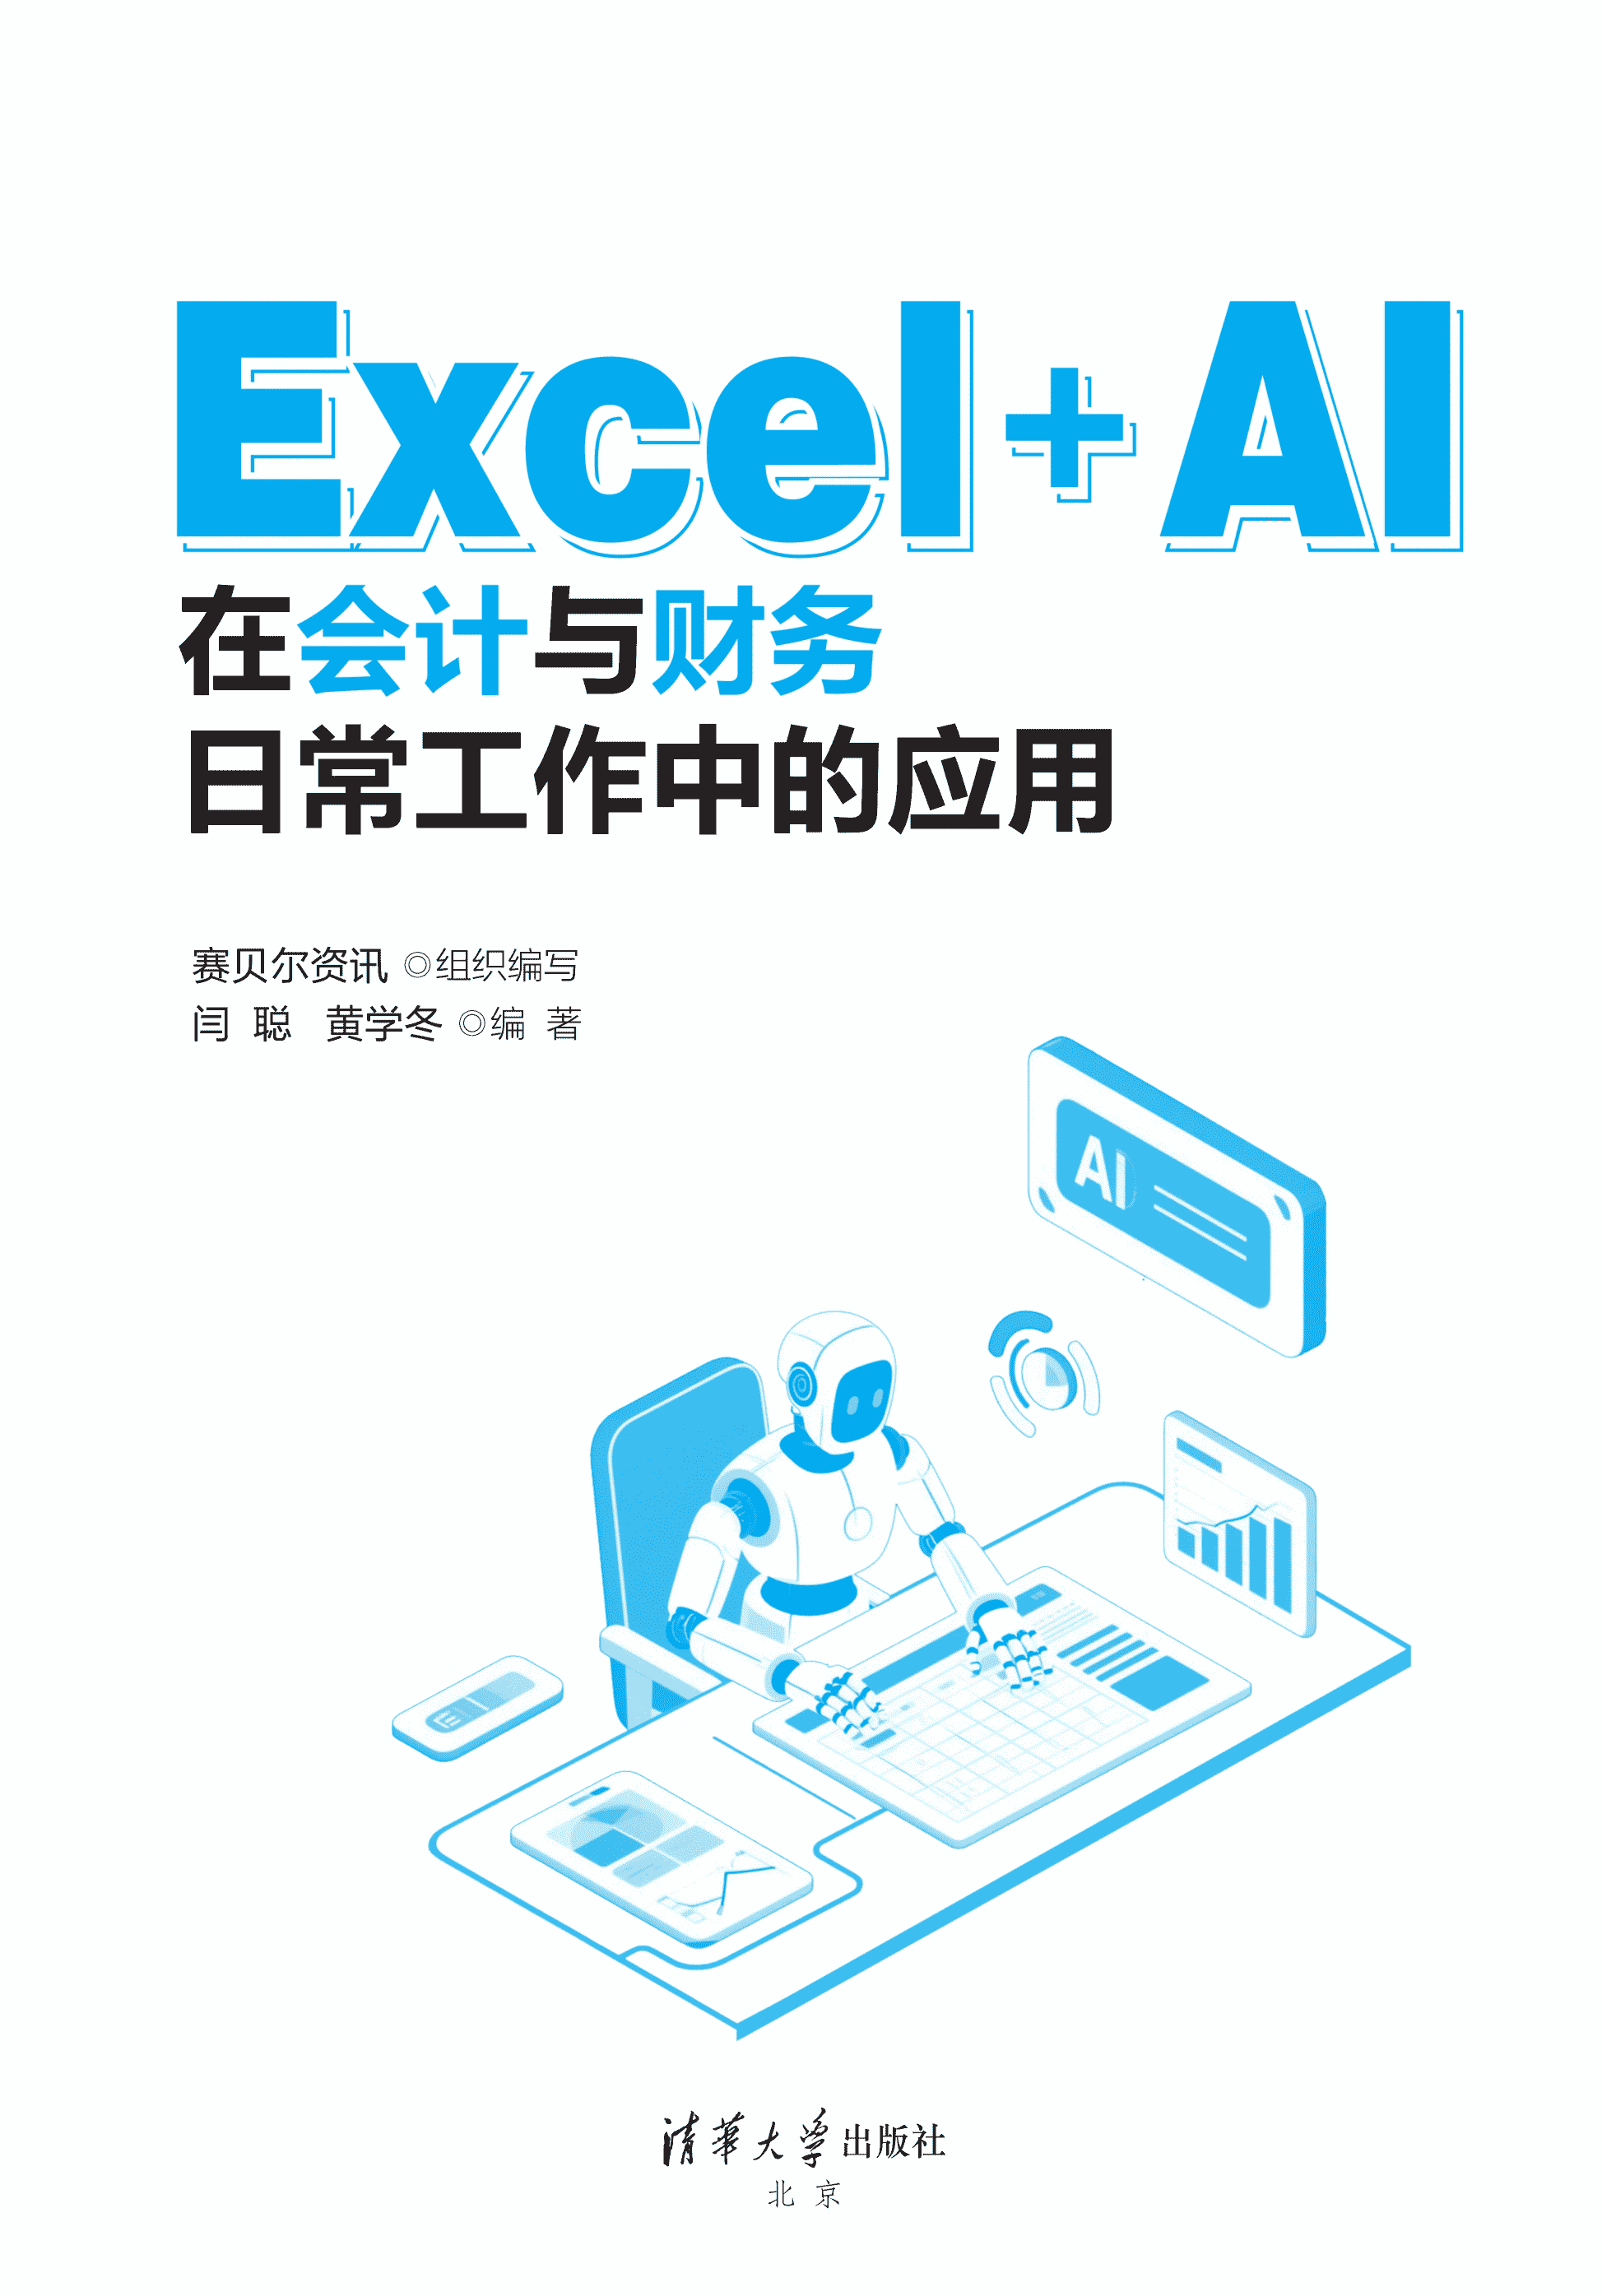 Excel+AI
在会计与财务
日常工作中的应用
赛贝尔资讯 ◎组织编写
闫 聪 黄学冬 ◎编 著
AI
清華大学出版社
北 京